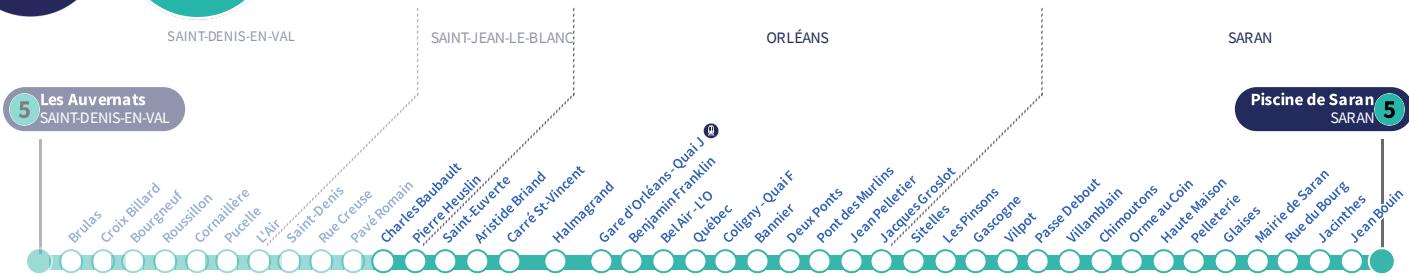 SAINT-DENIS-EN-VAL
SAINT-JEAN-LE-BLANC
ORLÉANS
SARAN
5
Les Auvernats
SAINT-DENIS-EN-VAL
Piscine de Saran
SARAN
5
Brulas
Croix Billard
Bourgneuf
Roussillon
Cornaillère
Pucelle
L'Air
Saint-Denis
Rue Creuse
Pavé Romain
Charles Baubault
Pierre Heuslin
Saint-Euverte
Aristide Briand
Carré St-Vincent
Halmagrand
Gare d'Orléans - Quai J
Benjamin Franklin
Bel Air - L'O
Québec
Coligny - Quai F
Bannier
Deux Ponts
Pont des Murlins
Jean Pelletier
Jacques Groslot
Sitelles
Les Pinsons
Gascogne
Vilpot
Passe Debout
Villamblain
Chimoutons
Orme au Coin
Haute Maison
Pelleterie
Glaises
Mairie de Saran
Rue du Bourg
Jacinthes
Jean Bouin